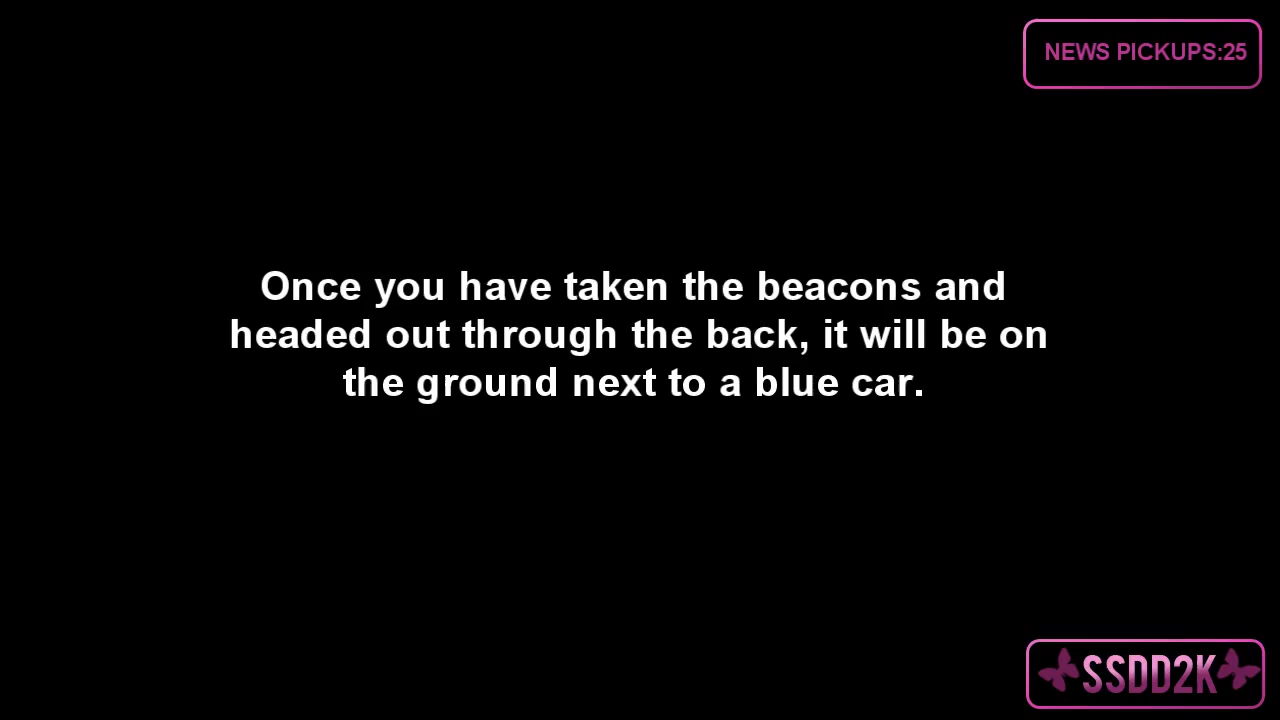 NEWS PICKUPS:25
Once you have taken the beacons and
headed out through the back, it will be on
the ground next to a blue car.
SSDD2K